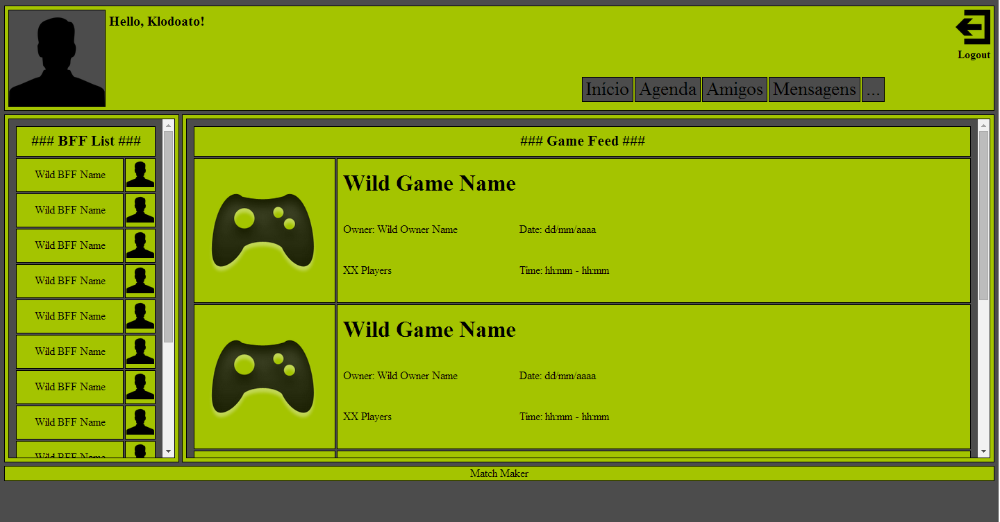 Hello, Klodoato!
Logout
Início Agenda Amigos Mensagens ...
### BFF List ###
Wild BFF Name
Wild BFF Name
Wild BFF Name
Wild BFF Name
Wild BFF Name
Wild BFF Name
Wild BFF Name
Wild BFF Name
Wild BFF Name
### Game Feed ###
Wild Game Name
Owner: Wild Owner Name Date: dd/mm/aaaa
XX Players Time: hh:mm - hh:mm
Wild Game Name
Owner: Wild Owner Name Date: dd/mm/aaaa
XX Players Time: hh:mm - hh:mm
Match Maker